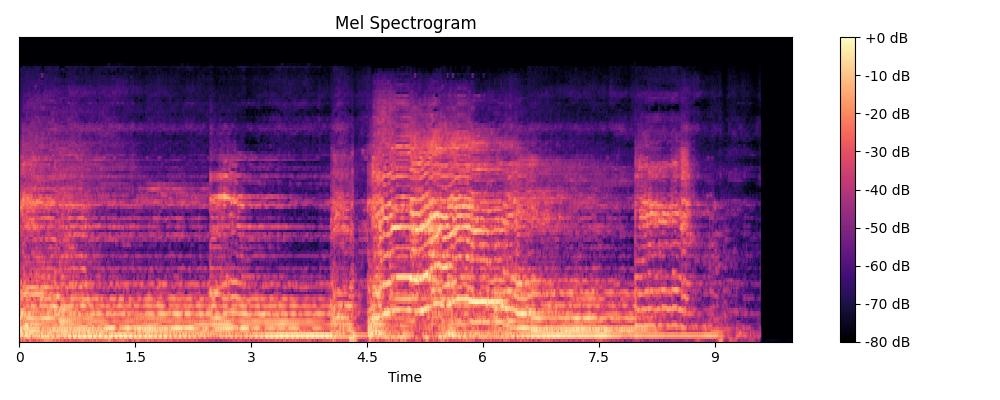 Mel Spectrogram
+0 dB
-10 dB
-20 dB
-30 dB
-40 dB
-50 dB
-60 dB
-70 dB
-80 dB
0 1.5 3 4.5 6 7.5 9
Time